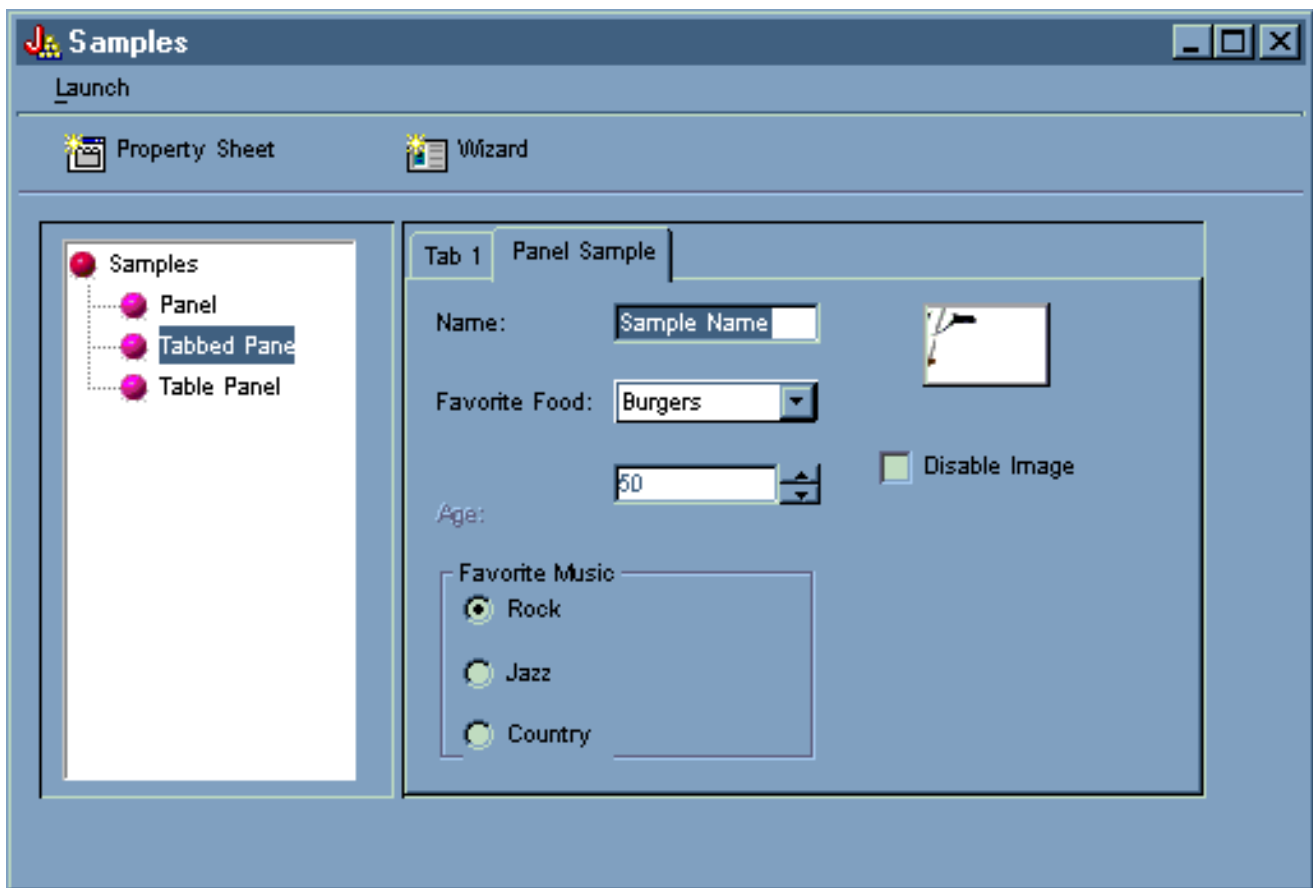 Samples
Launch
Property Sheet
Wizard
Samples
Panel
Tabbed Pane
Table Panel
Tab 1
Panel Sample
Name:
Sample Name
Favorite Food:
Burgers
50
Disable Image
Age:
Favorite Music
Rock
Jazz
Country